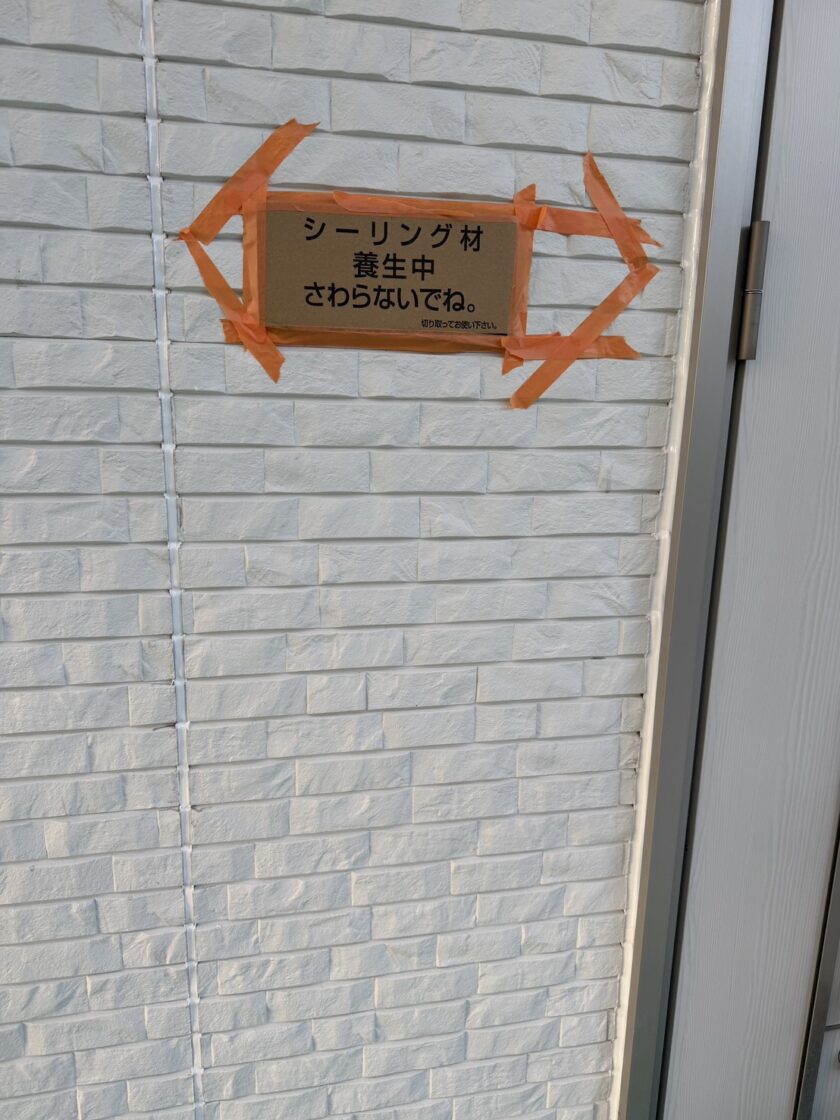 シーリング材
養生中
さわらないでね。
切り取ってお使い下さい。